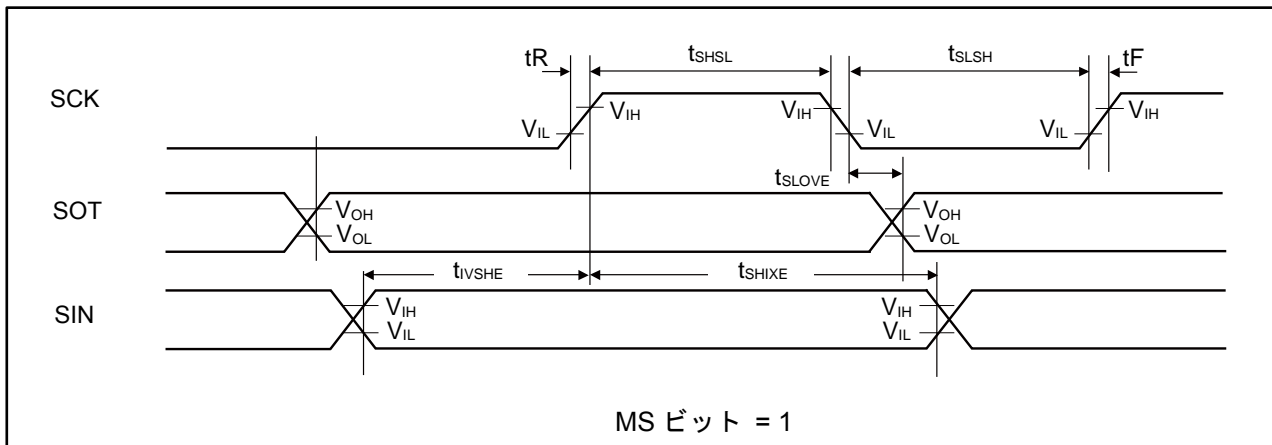 tR
tSHSL
tSLSH
tF
SCK
VIH
VIH
VIH
VIL
VIL
VIL
tSLOVE
SOT
VOH
VOH
VOL
VOL
tIVSHE
tSHIXE
SIN
VIH
VIH
VIL
VIL
MS ビット = 1